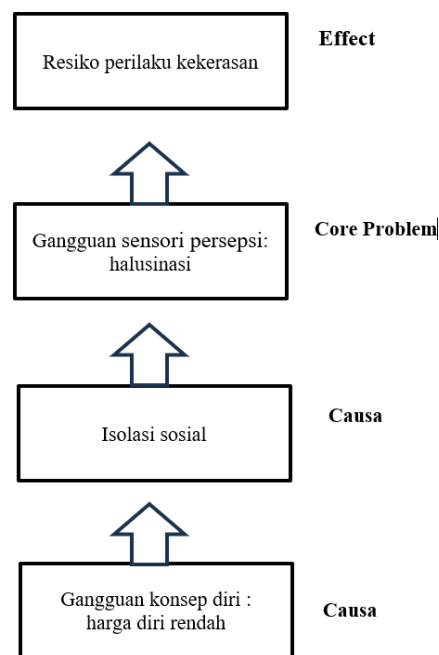 Effect
Resiko perilaku kekerasan
Core Problem
Gangguan sensori persepsi:
halusinasi
Causa
Isolasi sosial
Gangguan konsep diri :
harga diri rendah
Causa